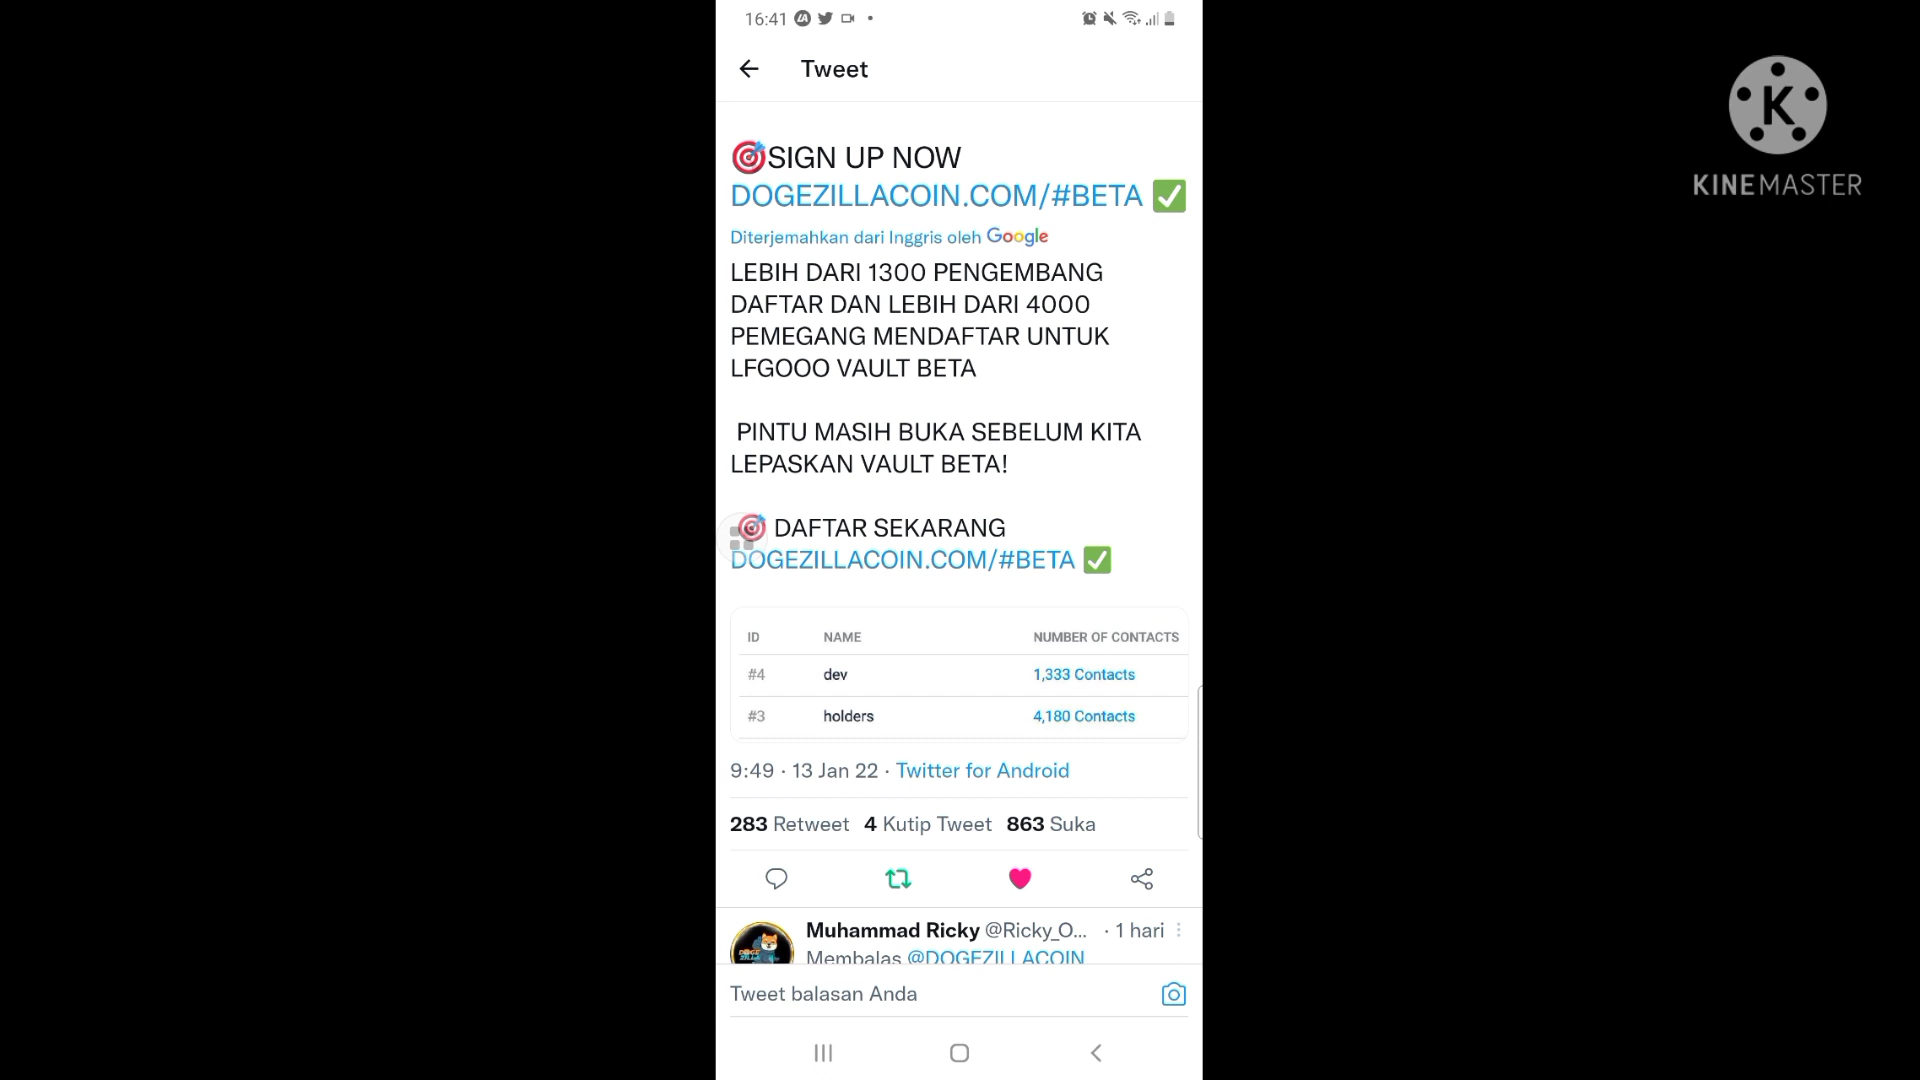 16:41
Tweet
K
KINEMASTER
🎯SIGN UP NOW
DOGEZILLACOIN.COM/#BETA ✅
Diterjemahkan dari Inggris oleh Google
LEBIH DARI 1300 PENGEMBANG
DAFTAR DAN LEBIH DARI 4000
PEMEGANG MENDAFTAR UNTUK
LFGOOO VAULT BETA
PINTU MASIH BUKA SEBELUM KITA
LEPASKAN VAULT BETA!
🎯 DAFTAR SEKARANG
DOGEZILLACOIN.COM/#BETA ✅
ID NAME NUMBER OF CONTACTS
#4 dev 1,333 Contacts
#3 holders 4,180 Contacts
9:49 · 13 Jan 22 · Twitter for Android
283 Retweet 4 Kutip Tweet 863 Suka
Muhammad Ricky @Ricky_O... · 1 hari
Membalas @DOGEZILLACOIN
Tweet balasan Anda